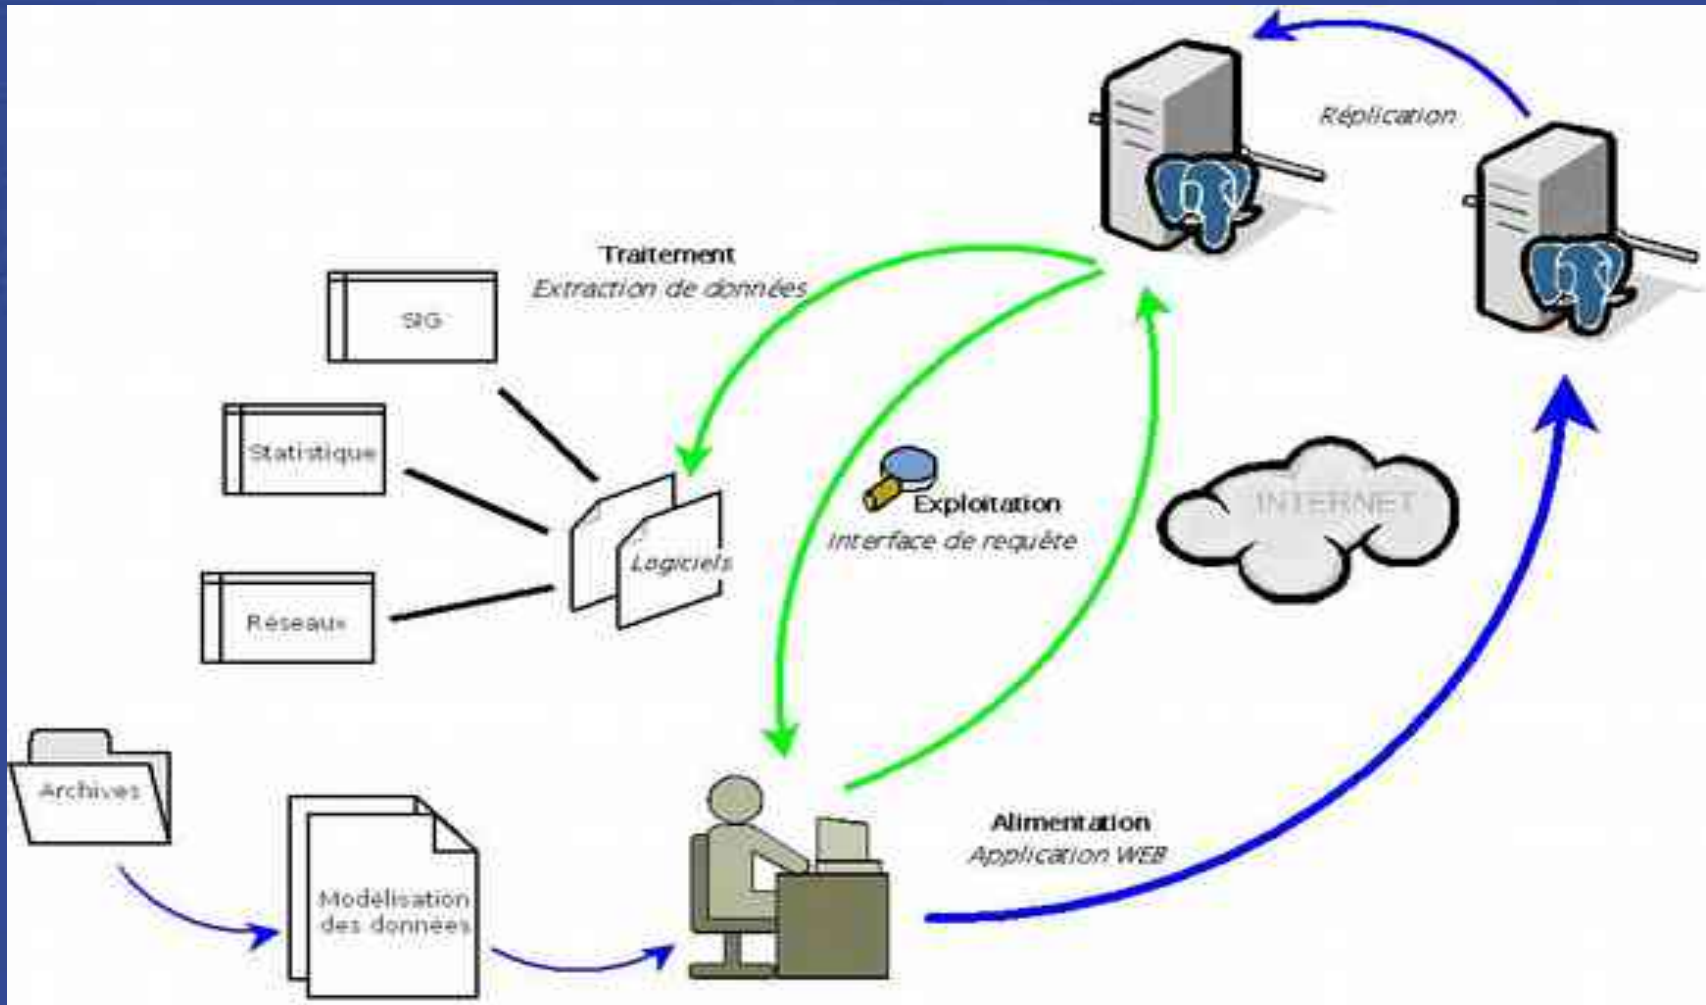 Réplication
Traitement
Extraction de données
SIG
Statistique
Réseaux
Logiciels
Exploitation
Interface de requête
INTERNET
Archives
Modélisation
des données
Alimentation
Application WEB